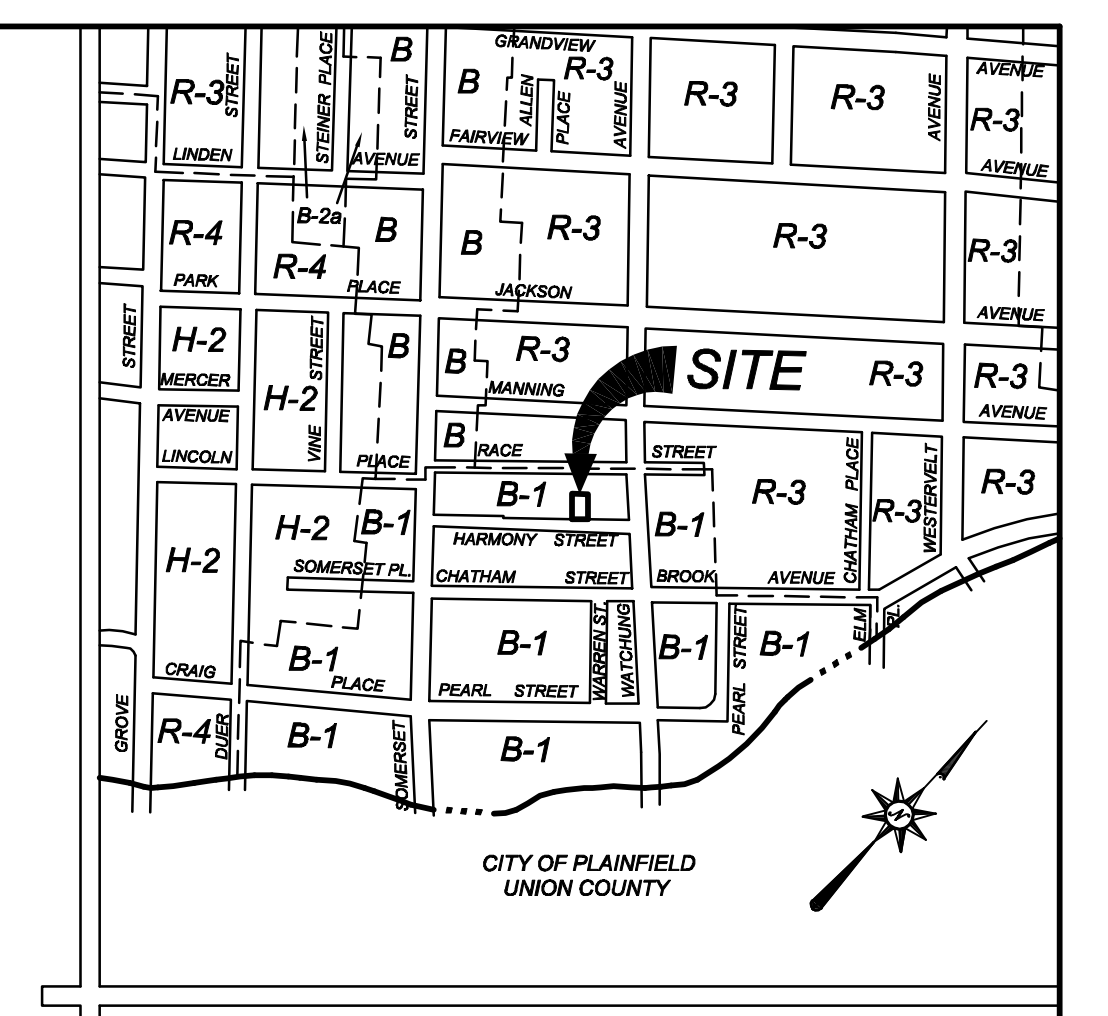 GRANDVIEW
B
B
R-3
R-3
R-3
R-3
STREET
STEINER PLACE
STREET
ALLEN
PLACE
AVENUE
AVENUE
AVENUE
R-3
FAIRVIEW
LINDEN
AVENUE
AVENUE
B-2a
R-4
B
B
R-3
R-3
R-3
R-4
PARK
PLACE
JACKSON
AVENUE
STREET
H-2
STREET
B
B
R-3
SITE
R-3
R-3
MERCER
MANNING
H-2
AVENUE
AVENUE
VINE
B
RACE
STREET
LINCOLN
PLACE
B-1
R-3
CHATHAM PLACE
R-3
WESTERVELT
R-3
H-2
B-1
B-1
HARMONY STREET
H-2
SOMERSET PL.
CHATHAM STREET
BROOK AVENUE
B-1
B-1
WARREN ST.
WATCHUNG
B-1
PEARL STREET
B-1
ELM
PL.
CRAIG
PLACE
PEARL STREET
GROVE
R-4
DUER
B-1
SOMERSET
B-1
N
CITY OF PLAINFIELD
UNION COUNTY